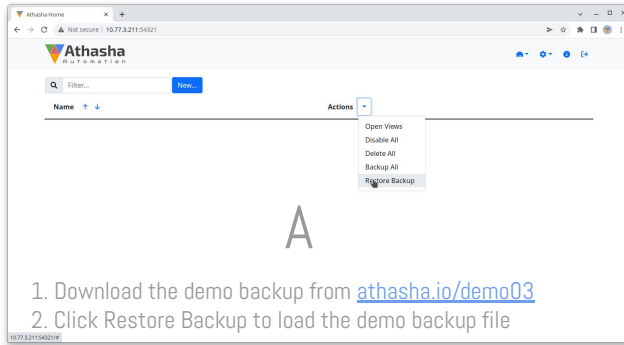 Athasha Home
Not secure | 10.77.3.211:54321
Athasha
Automation
Filter...
New...
Name
Actions
Open Views
Disable All
Delete All
Backup All
Restore Backup
A
1. Download the demo backup from athasha.io/demo03
2. Click Restore Backup to load the demo backup file
10.77.3.211:54321/#